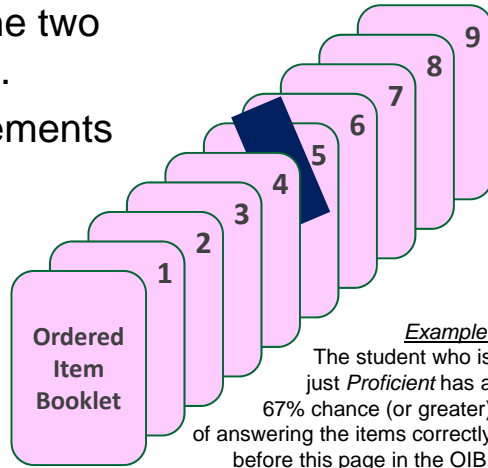 he two
.
ements
9
8
7
6
5
4
3
2
1
Ordered
Item
Booklet
Example
The student who is
just Proficient has a
67% chance (or greater)
of answering the items correctly
before this page in the OIB